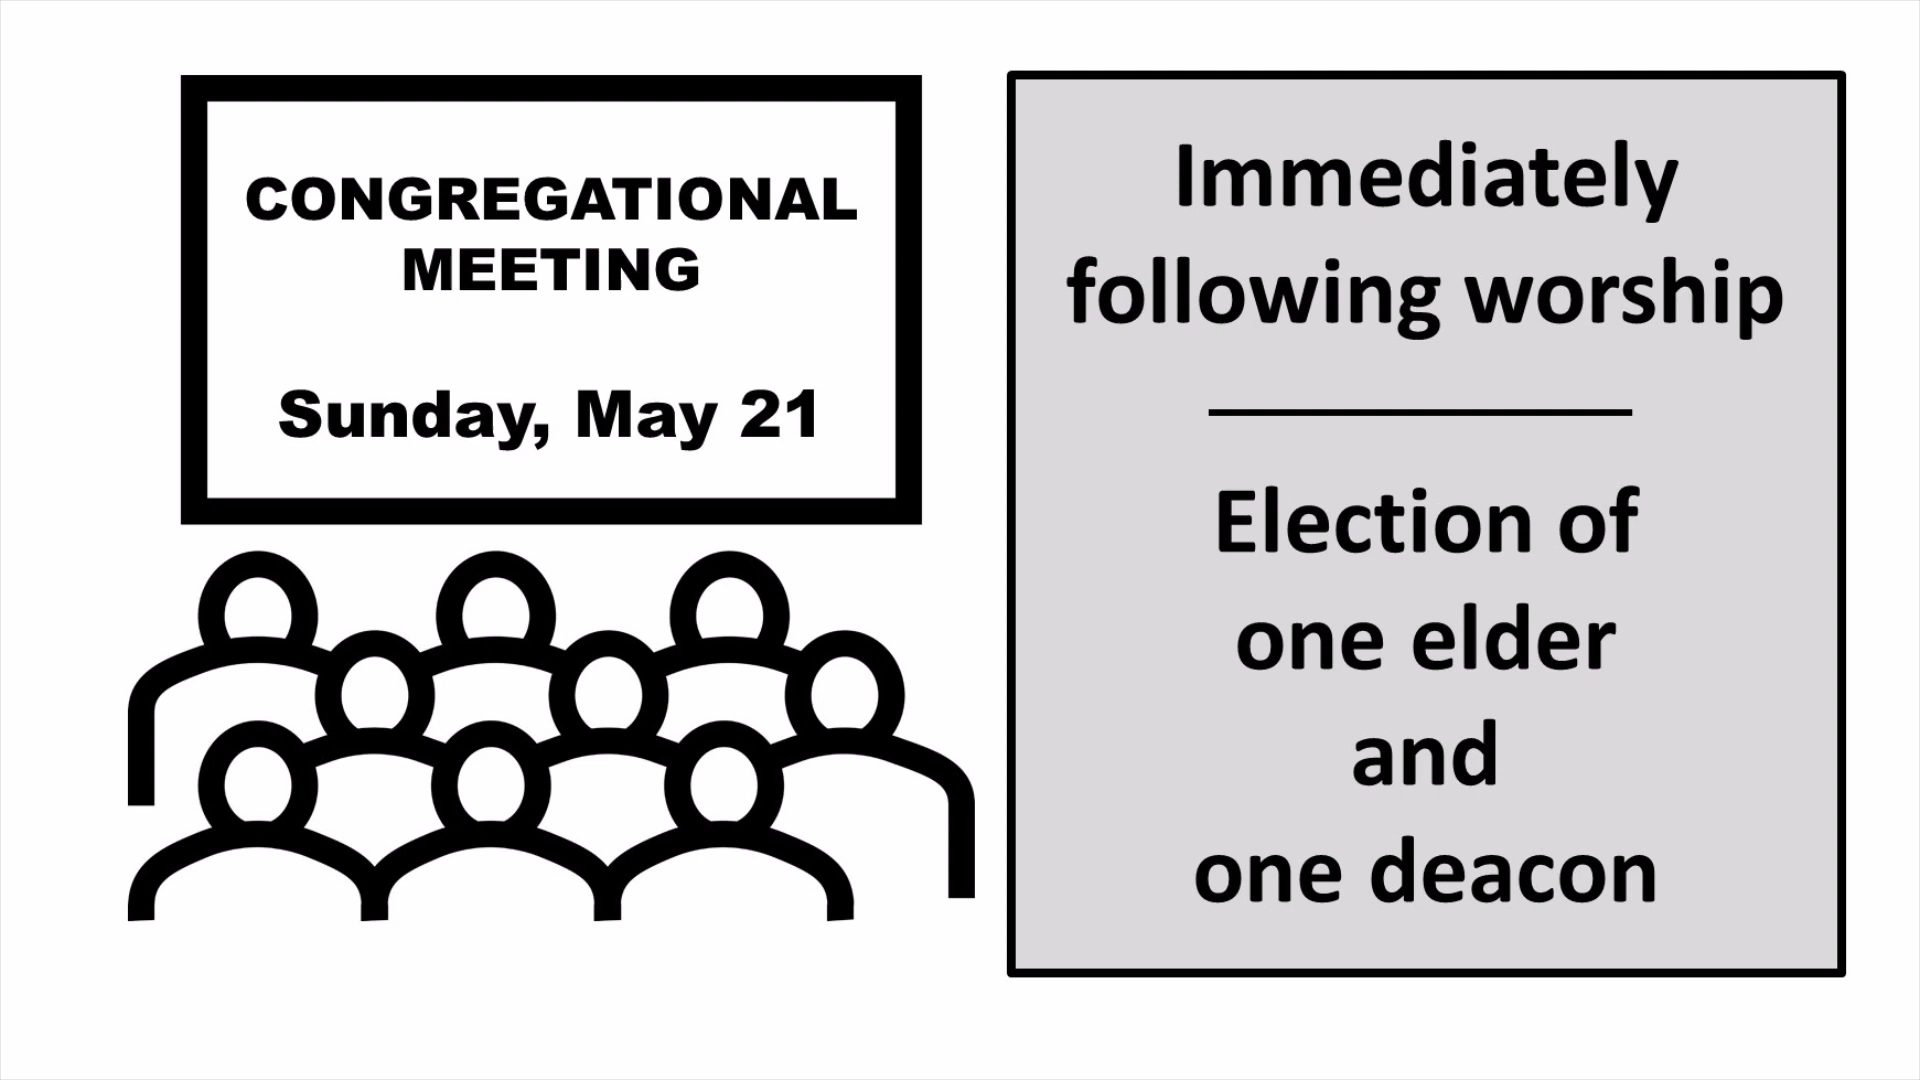 CONGREGATIONAL
MEETING
Sunday, May 21
Immediately
following worship
Election of
one elder
and
one deacon